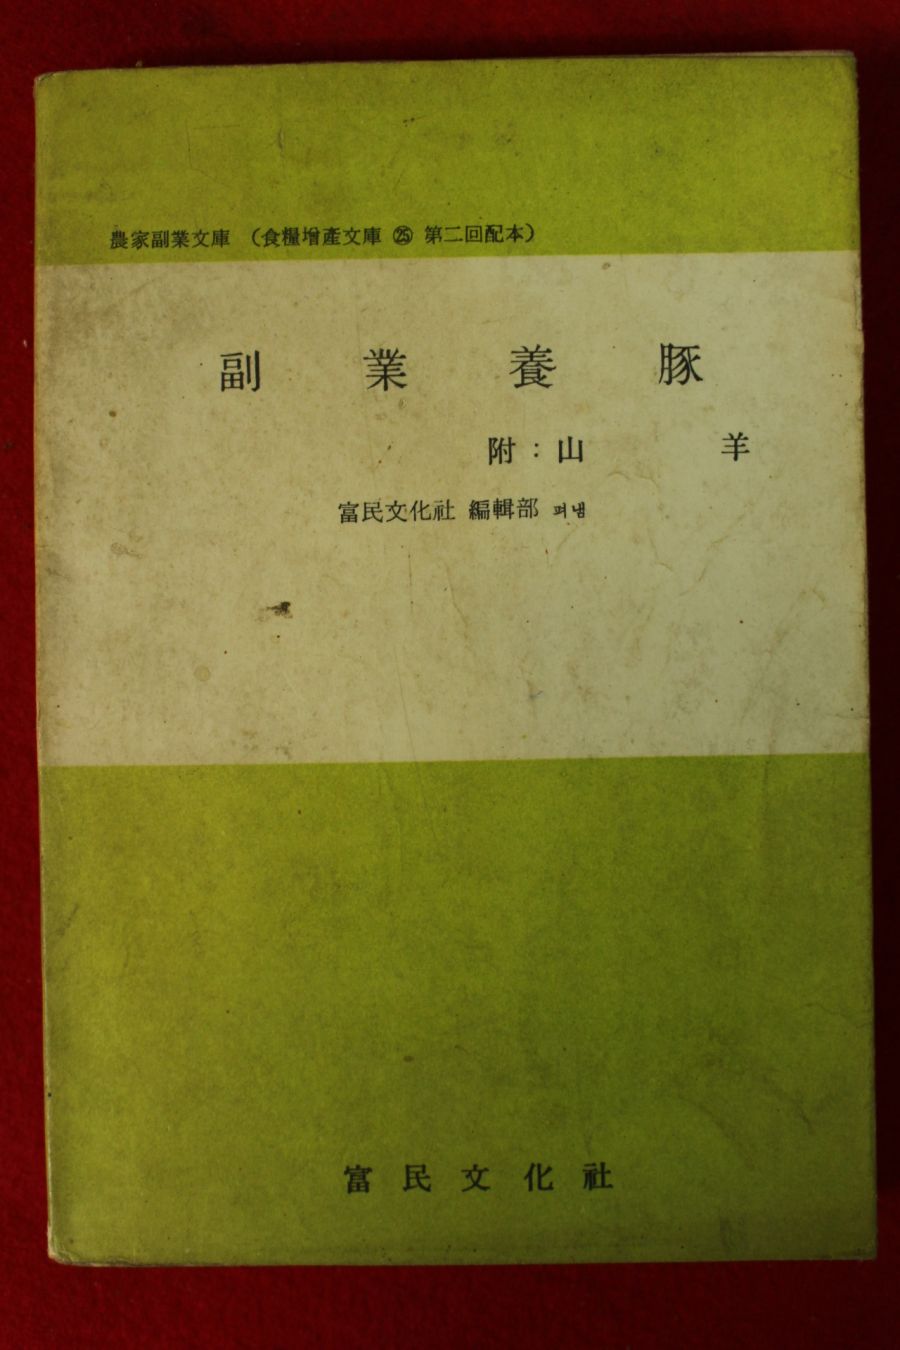 農家副業文庫 (食糧增產文庫 ㉕ 第二回配本)
副業養豚
附 : 山羊
富民文化社 編輯部 펴냄
富民文化社